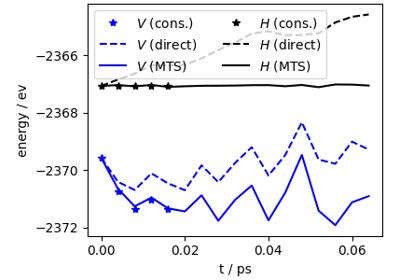 V (cons.)
V (direct)
V (MTS)
H (cons.)
H (direct)
H (MTS)
energy / ev
−2366
−2368
−2370
−2372
0.00
0.02
0.04
0.06
t / ps